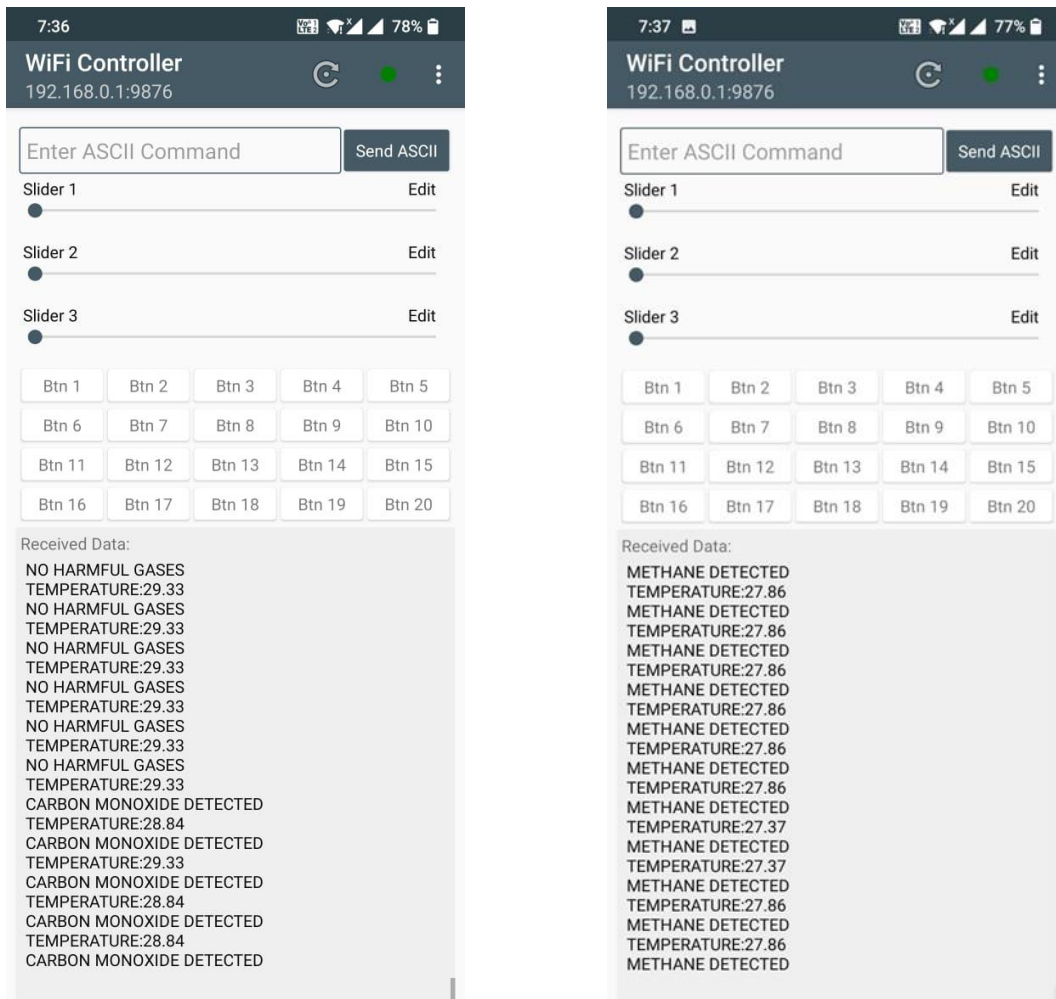 7:36
78%
WiFi Controller
192.168.0.1:9876
Enter ASCII Command
Send ASCII
Slider 1 Edit
Slider 2 Edit
Slider 3 Edit
Btn 1 Btn 2 Btn 3 Btn 4 Btn 5
Btn 6 Btn 7 Btn 8 Btn 9 Btn 10
Btn 11 Btn 12 Btn 13 Btn 14 Btn 15
Btn 16 Btn 17 Btn 18 Btn 19 Btn 20
Received Data:
NO HARMFUL GASES
TEMPERATURE:29.33
NO HARMFUL GASES
TEMPERATURE:29.33
NO HARMFUL GASES
TEMPERATURE:29.33
NO HARMFUL GASES
TEMPERATURE:29.33
NO HARMFUL GASES
TEMPERATURE:29.33
NO HARMFUL GASES
TEMPERATURE:29.33
CARBON MONOXIDE DETECTED
TEMPERATURE:28.84
CARBON MONOXIDE DETECTED
TEMPERATURE:29.33
CARBON MONOXIDE DETECTED
TEMPERATURE:28.84
CARBON MONOXIDE DETECTED
TEMPERATURE:28.84
CARBON MONOXIDE DETECTED
7:37
77%
WiFi Controller
192.168.0.1:9876
Enter ASCII Command
Send ASCII
Slider 1 Edit
Slider 2 Edit
Slider 3 Edit
Btn 1 Btn 2 Btn 3 Btn 4 Btn 5
Btn 6 Btn 7 Btn 8 Btn 9 Btn 10
Btn 11 Btn 12 Btn 13 Btn 14 Btn 15
Btn 16 Btn 17 Btn 18 Btn 19 Btn 20
Received Data:
METHANE DETECTED
TEMPERATURE:27.86
METHANE DETECTED
TEMPERATURE:27.86
METHANE DETECTED
TEMPERATURE:27.86
METHANE DETECTED
TEMPERATURE:27.86
METHANE DETECTED
TEMPERATURE:27.86
METHANE DETECTED
TEMPERATURE:27.86
METHANE DETECTED
TEMPERATURE:27.37
METHANE DETECTED
TEMPERATURE:27.37
METHANE DETECTED
TEMPERATURE:27.86
METHANE DETECTED
TEMPERATURE:27.86
METHANE DETECTED